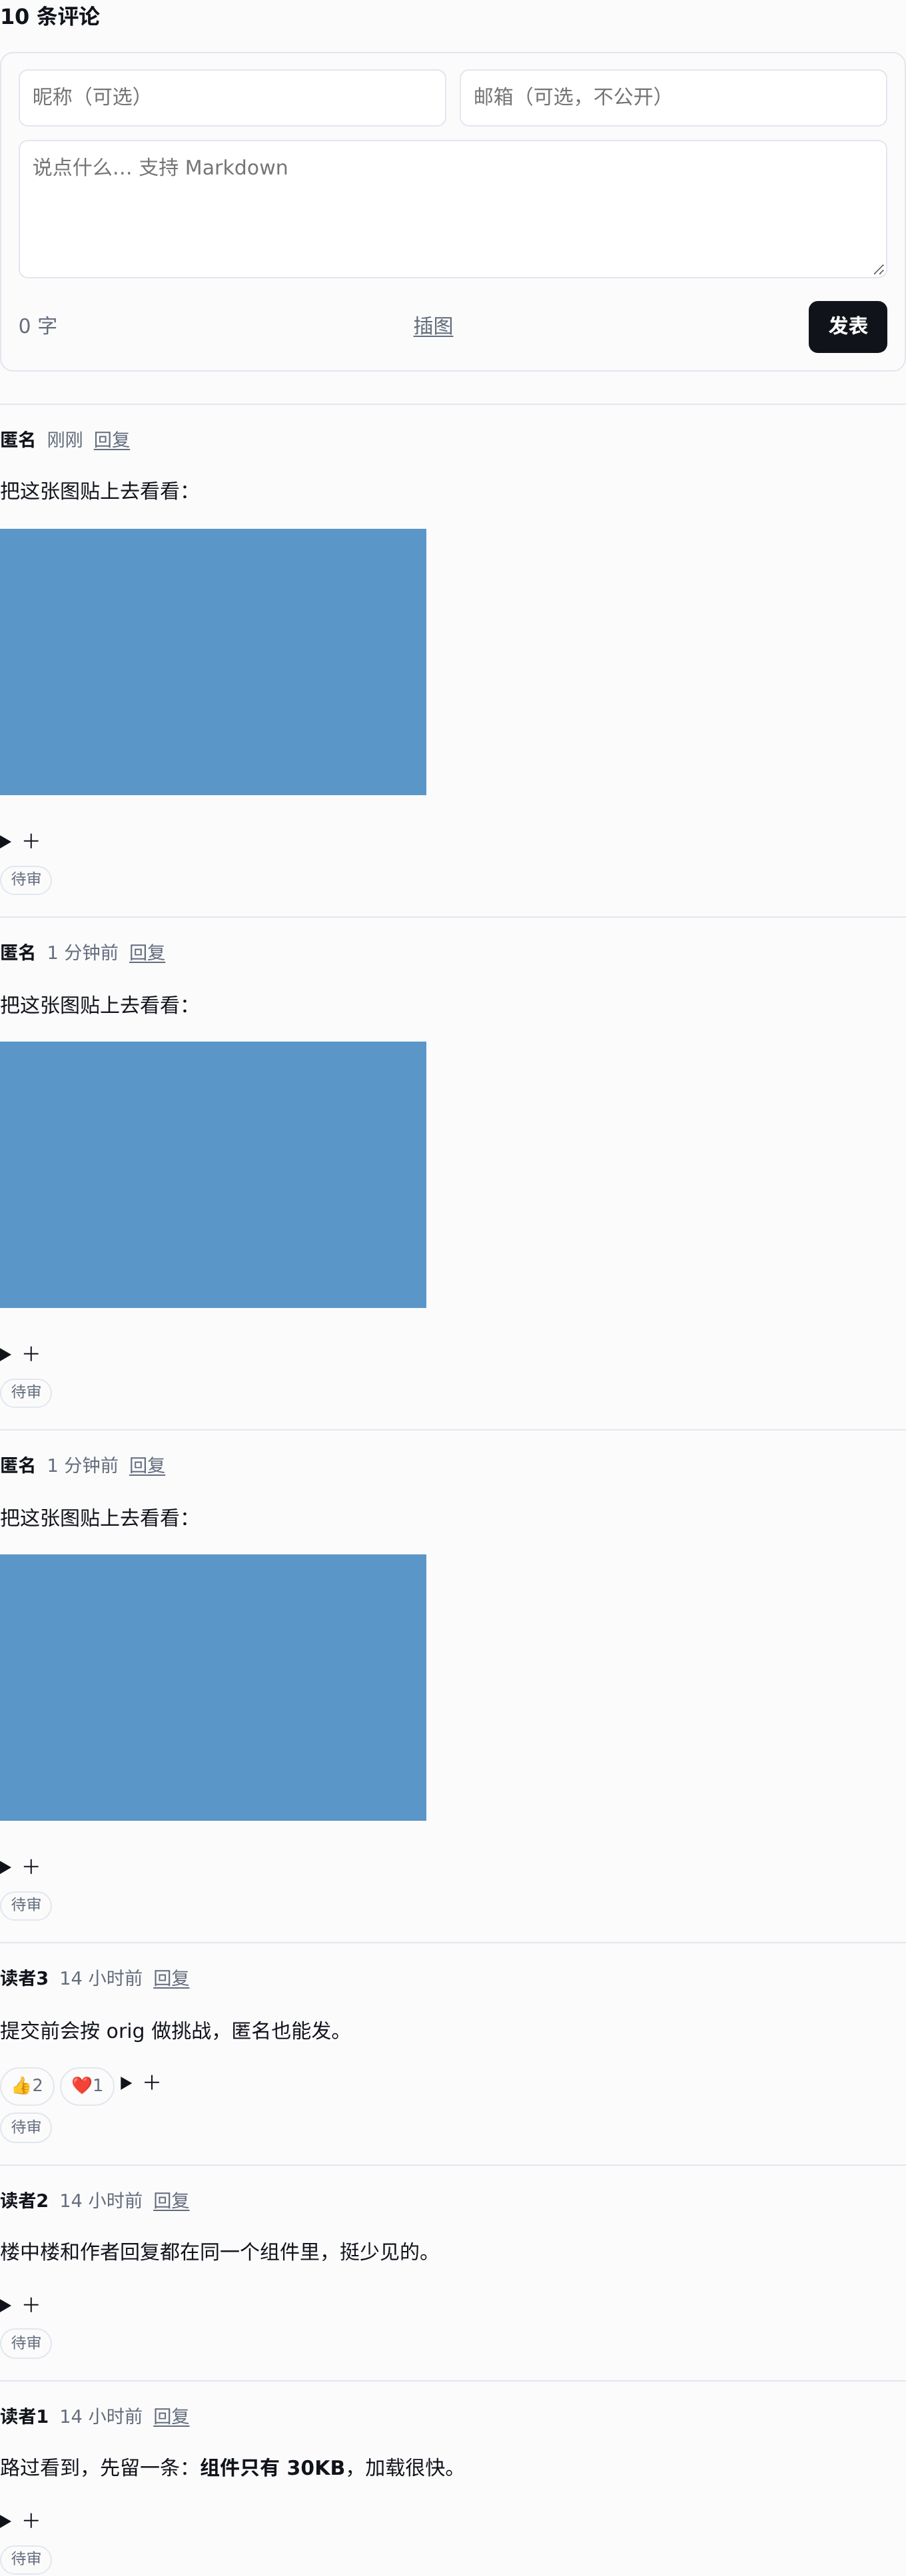 10 条评论
昵称（可选）
邮箱（可选，不公开）
说点什么… 支持 Markdown
0 字
插图
发表
匿名 刚刚 回复
把这张图贴上去看看：
▶ ＋
待审
匿名 1 分钟前 回复
把这张图贴上去看看：
▶ ＋
待审
匿名 1 分钟前 回复
把这张图贴上去看看：
▶ ＋
待审
读者3 14 小时前 回复
提交前会按 orig 做挑战，匿名也能发。
👍2 ❤️1 ▶ ＋
待审
读者2 14 小时前 回复
楼中楼和作者回复都在同一个组件里，挺少见的。
▶ ＋
待审
读者1 14 小时前 回复
路过看到，先留一条：组件只有 30KB，加载很快。
▶ ＋
待审